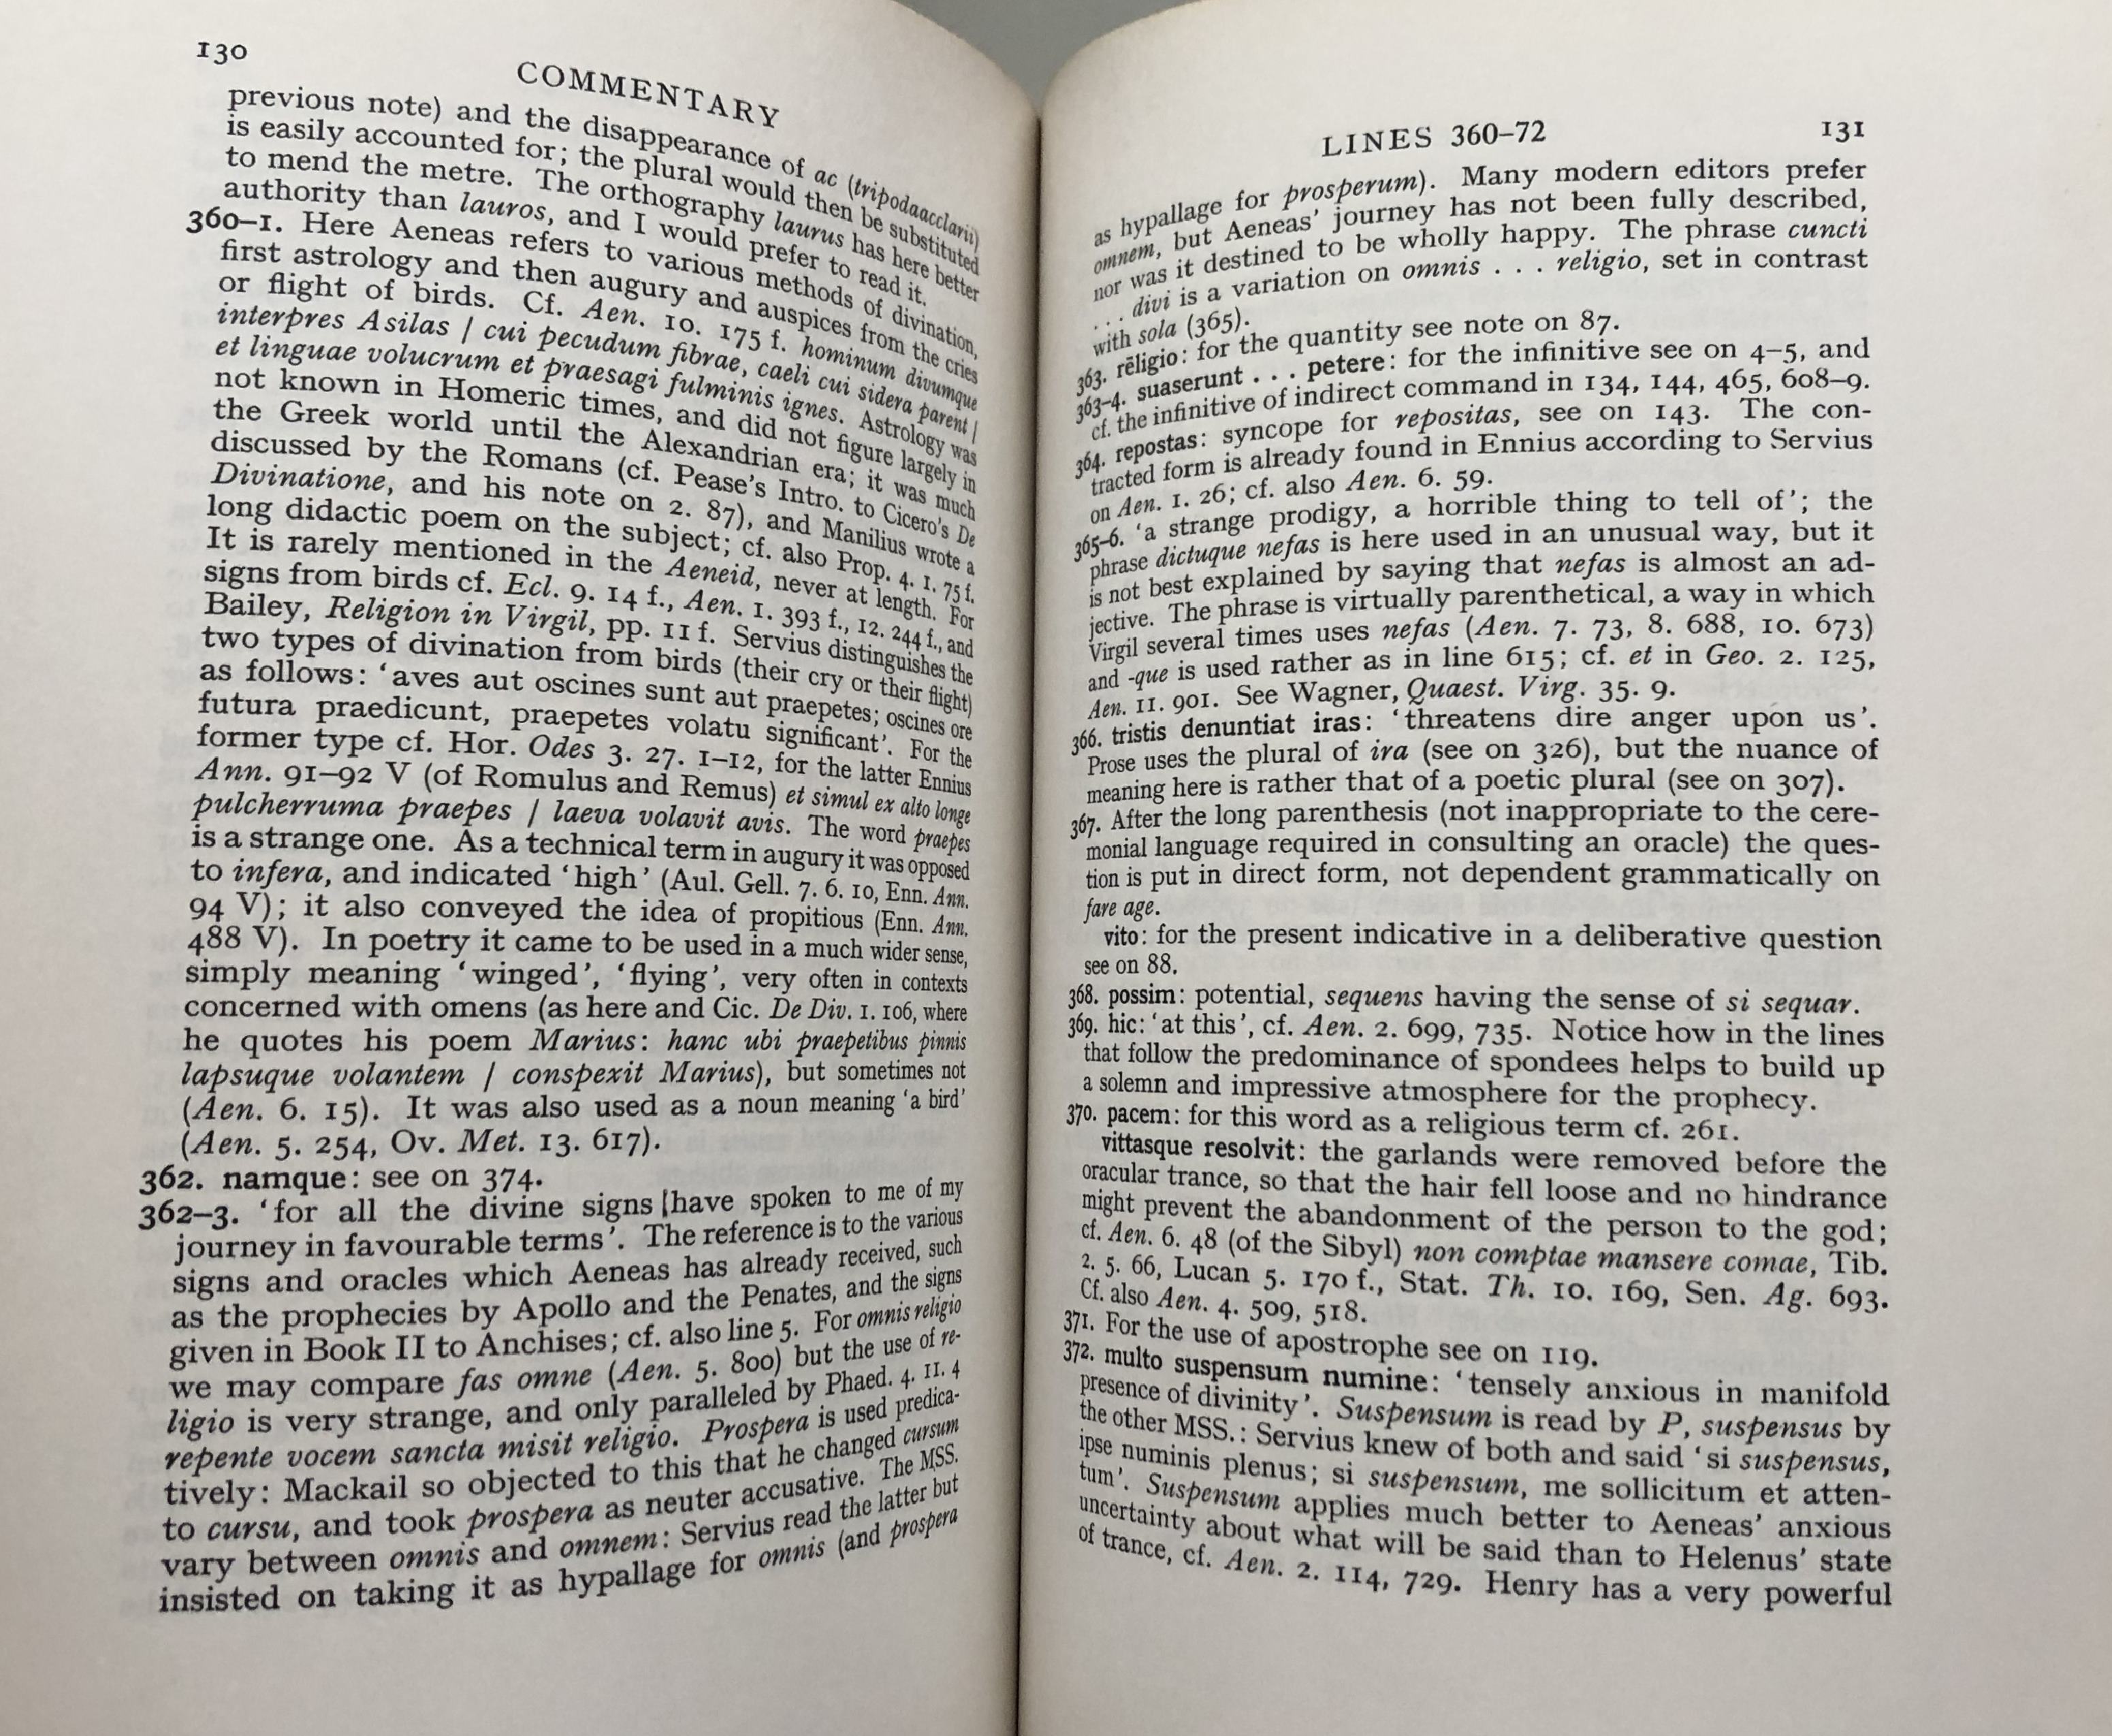 130
COMMENTARY
previous note) and the disappearance of ac (tripodaacclarii)
is easily accounted for; the plural would then be substituted
to mend the metre. The orthography laurus has here better
authority than lauros, and I would prefer to read it.
360–1. Here Aeneas refers to various methods of divination,
first astrology and then augury and auspices from the cries
or flight of birds. Cf. Aen. 10. 175 f. hominum divumque
interpres Asilas / cui pecudum fibrae, caeli cui sidera parent /
et linguae volucrum et praesagi fulminis ignes. Astrology was
not known in Homeric times, and did not figure largely in
the Greek world until the Alexandrian era; it was much
discussed by the Romans (cf. Pease's Intro. to Cicero's De
Divinatione, and his note on 2. 87), and Manilius wrote a
long didactic poem on the subject; cf. also Prop. 4. 1. 75 f.
It is rarely mentioned in the Aeneid, never at length. For
signs from birds cf. Ecl. 9. 14 f., Aen. 1. 393 f., 12. 244 f., and
Bailey, Religion in Virgil, pp. 11 f. Servius distinguishes the
two types of divination from birds (their cry or their flight)
as follows: 'aves aut oscines sunt aut praepetes; oscines ore
futura praedicunt, praepetes volatu significant'. For the
former type cf. Hor. Odes 3. 27. 1–12, for the latter Ennius
Ann. 91–92 V (of Romulus and Remus) et simul ex alto longe
pulcherruma praepes / laeva volavit avis. The word praepes
is a strange one. As a technical term in augury it was opposed
to infera, and indicated 'high' (Aul. Gell. 7. 6. 10, Enn. Ann.
94 V); it also conveyed the idea of propitious (Enn. Ann.
488 V). In poetry it came to be used in a much wider sense,
simply meaning 'winged', 'flying', very often in contexts
concerned with omens (as here and Cic. De Div. 1. 106, where
he quotes his poem Marius: hanc ubi praepetibus pinnis
lapsuque volantem / conspexit Marius), but sometimes not
(Aen. 6. 15). It was also used as a noun meaning 'a bird'
(Aen. 5. 254, Ov. Met. 13. 617).
362. namque: see on 374.
362–3. 'for all the divine signs [have spoken to me of my
journey in favourable terms'. The reference is to the various
signs and oracles which Aeneas has already received, such
as the prophecies by Apollo and the Penates, and the signs
given in Book II to Anchises; cf. also line 5. For omnis religio
we may compare fas omne (Aen. 5. 800) but the use of re-
ligio is very strange, and only paralleled by Phaed. 4. 11. 4
repente vocem sancta misit religio. Prospera is used predica-
tively: Mackail so objected to this that he changed cursum
to cursu, and took prospera as neuter accusative. The MSS.
vary between omnis and omnem: Servius read the latter but
insisted on taking it as hypallage for omnis (and prospera
LINES 360–72
131
as hypallage for prosperum). Many modern editors prefer
omnem, but Aeneas' journey has not been fully described,
nor was it destined to be wholly happy. The phrase cuncti
. . . divi is a variation on omnis . . . religio, set in contrast
with sola (365).
363. rēligio: for the quantity see note on 87.
363–4. suaserunt . . . petere: for the infinitive see on 4–5, and
cf. the infinitive of indirect command in 134, 144, 465, 608–9.
364. repostas: syncope for repositas, see on 143. The con-
tracted form is already found in Ennius according to Servius
on Aen. 1. 26; cf. also Aen. 6. 59.
365–6. 'a strange prodigy, a horrible thing to tell of'; the
phrase dictuque nefas is here used in an unusual way, but it
is not best explained by saying that nefas is almost an ad-
jective. The phrase is virtually parenthetical, a way in which
Virgil several times uses nefas (Aen. 7. 73, 8. 688, 10. 673)
and -que is used rather as in line 615; cf. et in Geo. 2. 125,
Aen. 11. 901. See Wagner, Quaest. Virg. 35. 9.
366. tristis denuntiat iras: 'threatens dire anger upon us'.
Prose uses the plural of ira (see on 326), but the nuance of
meaning here is rather that of a poetic plural (see on 307).
367. After the long parenthesis (not inappropriate to the cere-
monial language required in consulting an oracle) the ques-
tion is put in direct form, not dependent grammatically on
fare age.
vito: for the present indicative in a deliberative question
see on 88.
368. possim: potential, sequens having the sense of si sequar.
369. hic: 'at this', cf. Aen. 2. 699, 735. Notice how in the lines
that follow the predominance of spondees helps to build up
a solemn and impressive atmosphere for the prophecy.
370. pacem: for this word as a religious term cf. 261.
vittasque resolvit: the garlands were removed before the
oracular trance, so that the hair fell loose and no hindrance
might prevent the abandonment of the person to the god;
cf. Aen. 6. 48 (of the Sibyl) non comptae mansere comae, Tib.
2. 5. 66, Lucan 5. 170 f., Stat. Th. 10. 169, Sen. Ag. 693.
Cf. also Aen. 4. 509, 518.
371. For the use of apostrophe see on 119.
372. multo suspensum numine: 'tensely anxious in manifold
presence of divinity'. Suspensum is read by P, suspensus by
the other MSS.: Servius knew of both and said 'si suspensus,
ipse numinis plenus; si suspensum, me sollicitum et atten-
tum'. Suspensum applies much better to Aeneas' anxious
uncertainty about what will be said than to Helenus' state
of trance, cf. Aen. 2. 114, 729. Henry has a very powerful